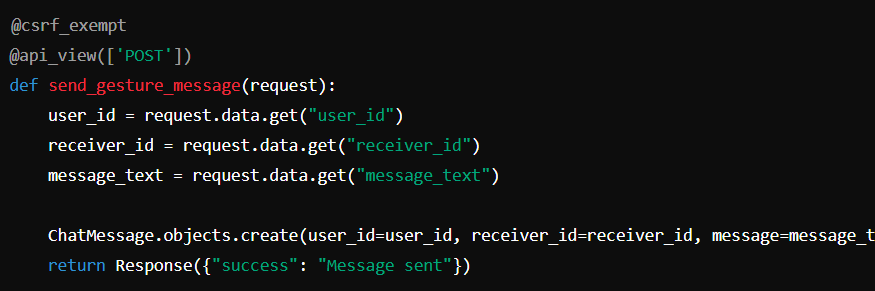 @csrf_exempt
@api_view(['POST'])
def send_gesture_message(request):
    user_id = request.data.get("user_id")
    receiver_id = request.data.get("receiver_id")
    message_text = request.data.get("message_text")
    ChatMessage.objects.create(user_id=user_id, receiver_id=receiver_id, message=message_t
    return Response({"success": "Message sent"})